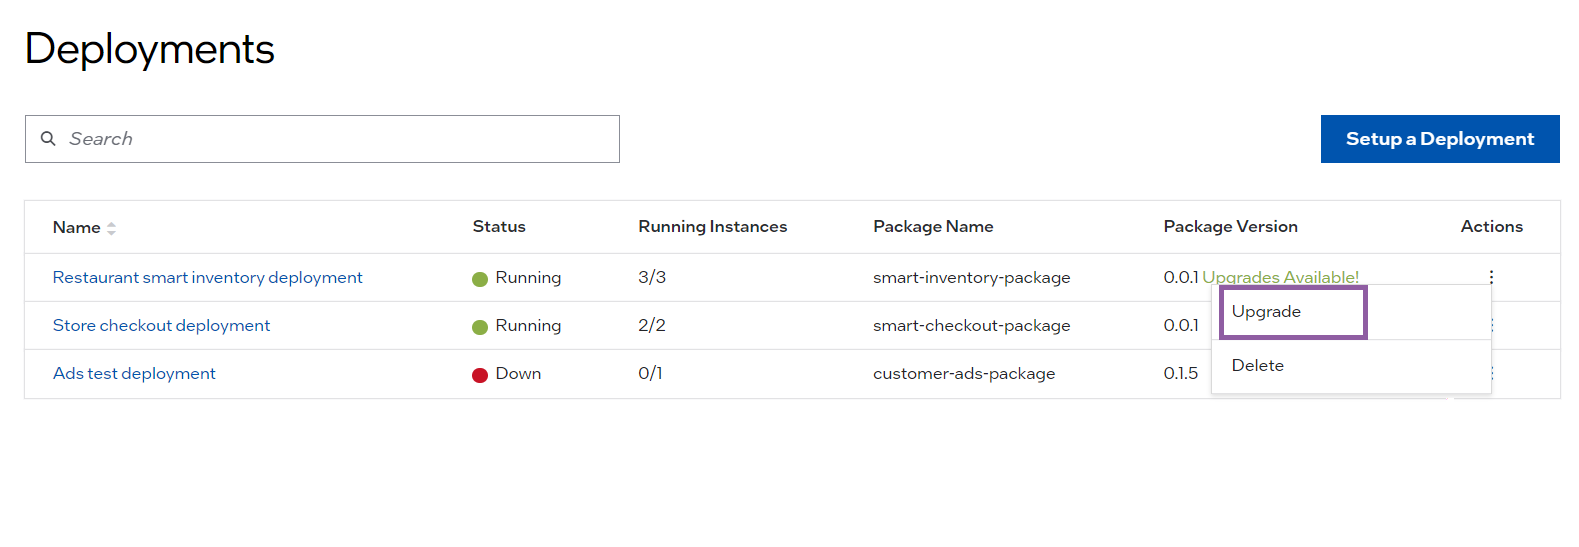 Deployments
Search
Setup a Deployment
Name Status Running Instances Package Name Package Version Actions
Restaurant smart inventory deployment Running 3/3 smart-inventory-package 0.0.1 Upgrades Available!
Upgrade
Store checkout deployment Running 2/2 smart-checkout-package 0.0.1
Delete
Ads test deployment Down 0/1 customer-ads-package 0.1.5